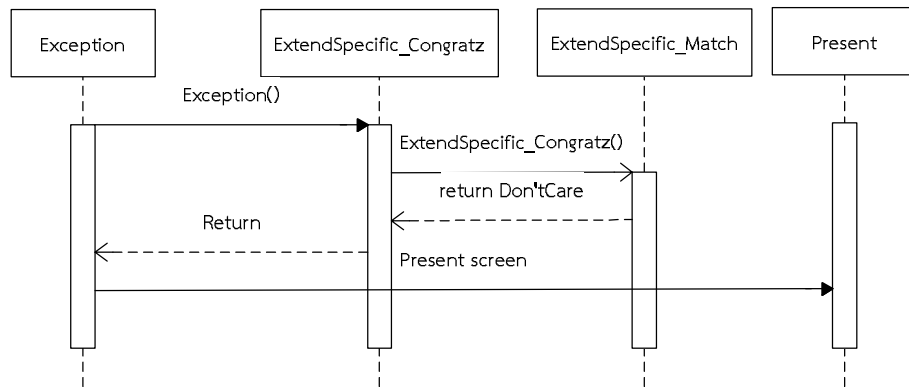 Exception
ExtendSpecific_Congratz
ExtendSpecific_Match
Present
Exception()
ExtendSpecific_Congratz()
return Don'tCare
Return
Present screen